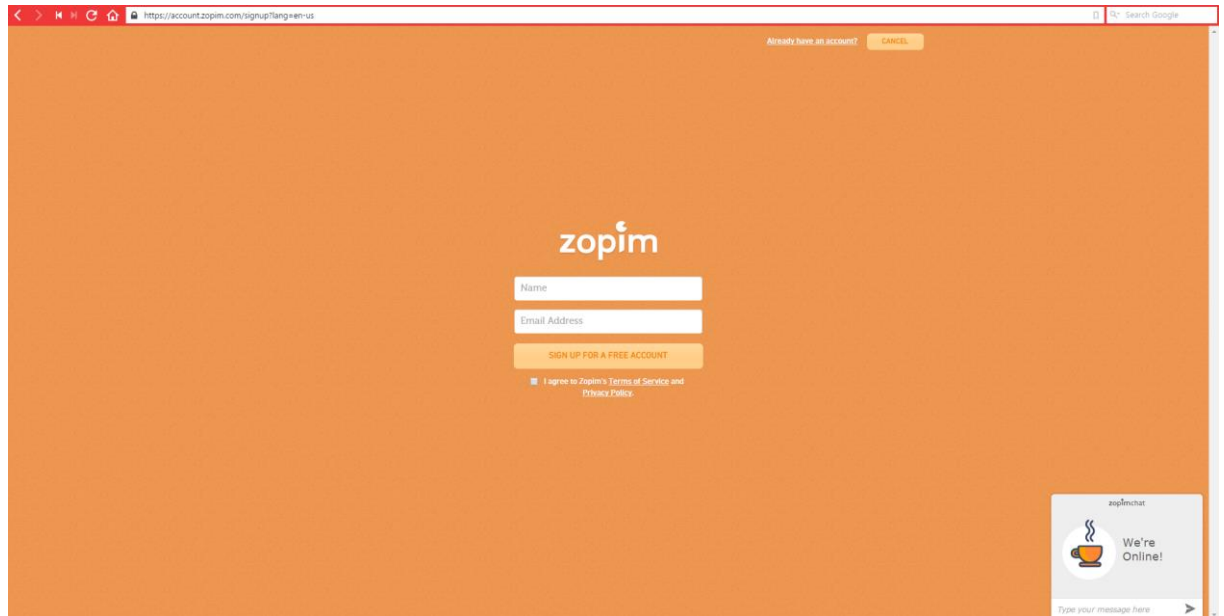 https://account.zopim.com/signup?lang=en-us
Search Google
Already have an account?
CANCEL
zopim
Name
Email Address
SIGN UP FOR A FREE ACCOUNT
I agree to Zopim's Terms of Service and
Privacy Policy.
zopimchat
We're
Online!
Type your message here